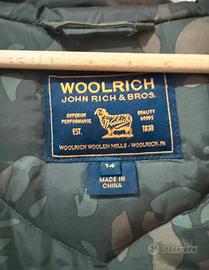 WOOLRICH
JOHN RICH & BROS.
SUPERIOR PERFORMANCE
QUALITY GOODS
EST. 1830
WOOLRICH WOOLEN MILLS - WOOLRICH, PA
14
MADE IN
CHINA
Subito